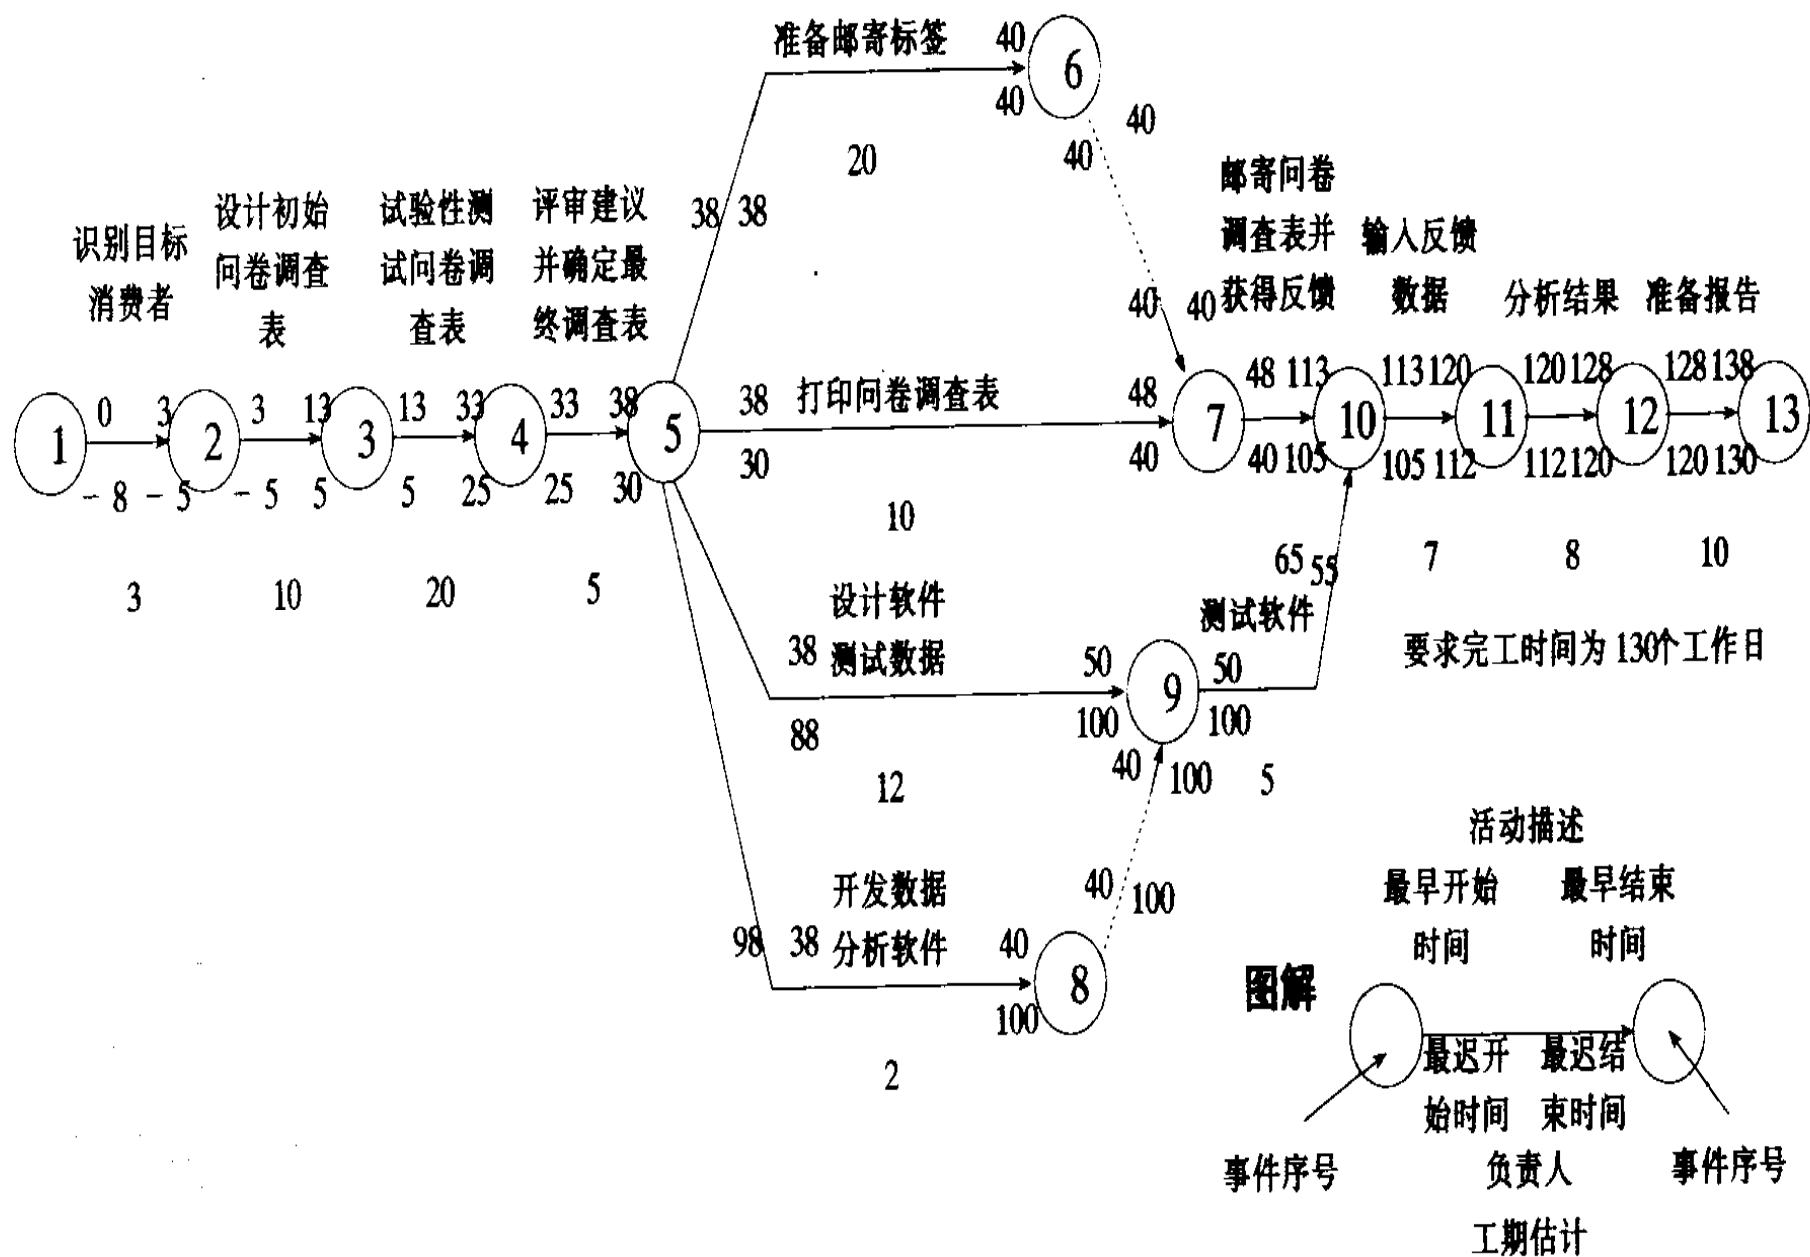 准备邮寄标签
40
6
40
20
38 38
40
40
40 40
识别目标
消费者
设计初始
问卷调查
表
试验性测
试问卷调
查表
评审建议
并确定最
终调查表
邮寄问卷
调查表并
获得反馈
输入反馈
数据
分析结果
准备报告
1
0 3
-8 -5
3
2
3 13
-5 5
10
3
13 33
5 25
20
4
33 38
25 30
5
5
38
打印问卷调查表
48
30
40
10
7
48 113
40 105
10
113 120
105 112
7
11
120 128
112 120
8
12
128 138
120 130
10
13
要求完工时间为130个工作日
设计软件
测试数据
38
50
88
100
12
9
65 55
测试软件
50
100
5
40 100
40 100
开发数据
分析软件
98 38
40
100
8
2
图解
活动描述
最早开始
时间
最早结束
时间
最迟开
始时间
最迟结
束时间
事件序号
负责人
事件序号
工期估计